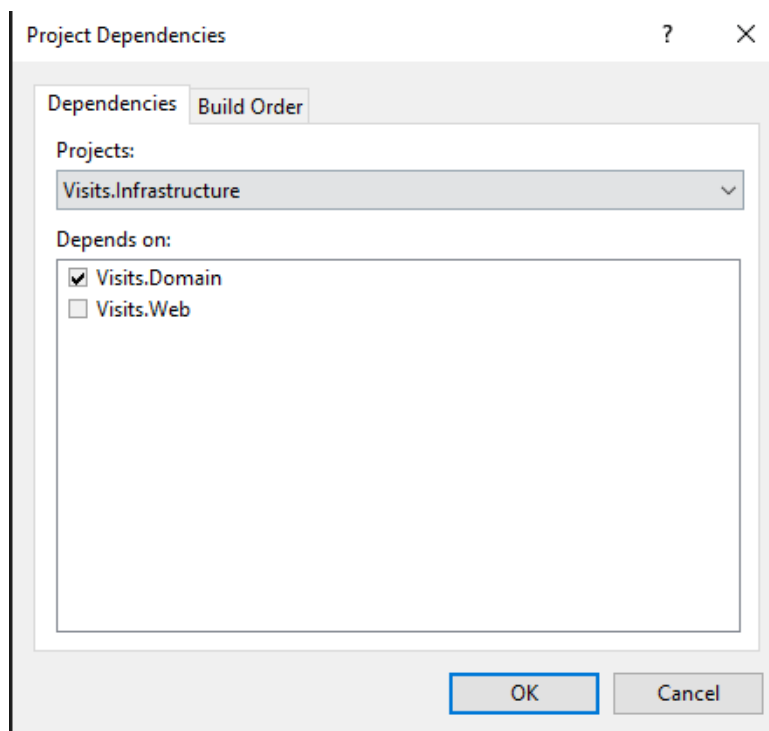 Project Dependencies ?
Dependencies Build Order
Projects:
Visits.Infrastructure
Depends on:
Visits.Domain
Visits.Web
OK Cancel